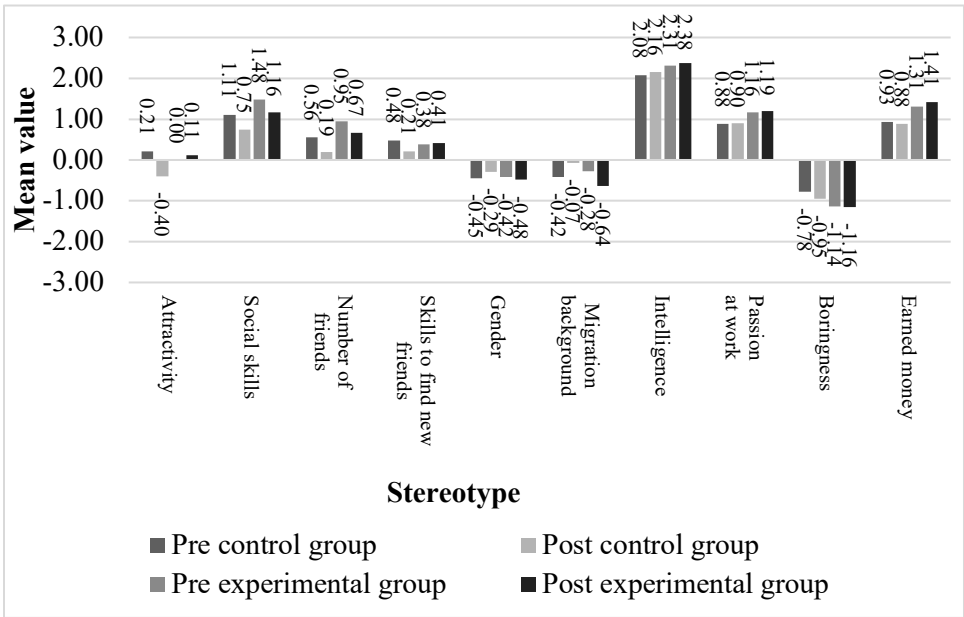 3.00
2.00
1.00
0.00
-1.00
-2.00
-3.00
Mean value
0.21
-0.40
0.00
0.11
1.11
0.75
1.48
1.16
0.56
0.19
0.95
0.67
0.48
0.21
0.38
0.41
-0.45
-0.29
-0.42
-0.48
-0.42
-0.07
-0.28
-0.64
2.08
2.16
2.31
2.38
0.88
0.90
1.16
1.19
-0.78
-0.95
-1.14
-1.16
0.93
0.88
1.31
1.41
Attractivity
Social skills
Number of
friends
Skills to find new
friends
Gender
Migration
background
Intelligence
Passion
at work
Boringness
Earned money
Stereotype
Pre control group
Post control group
Pre experimental group
Post experimental group